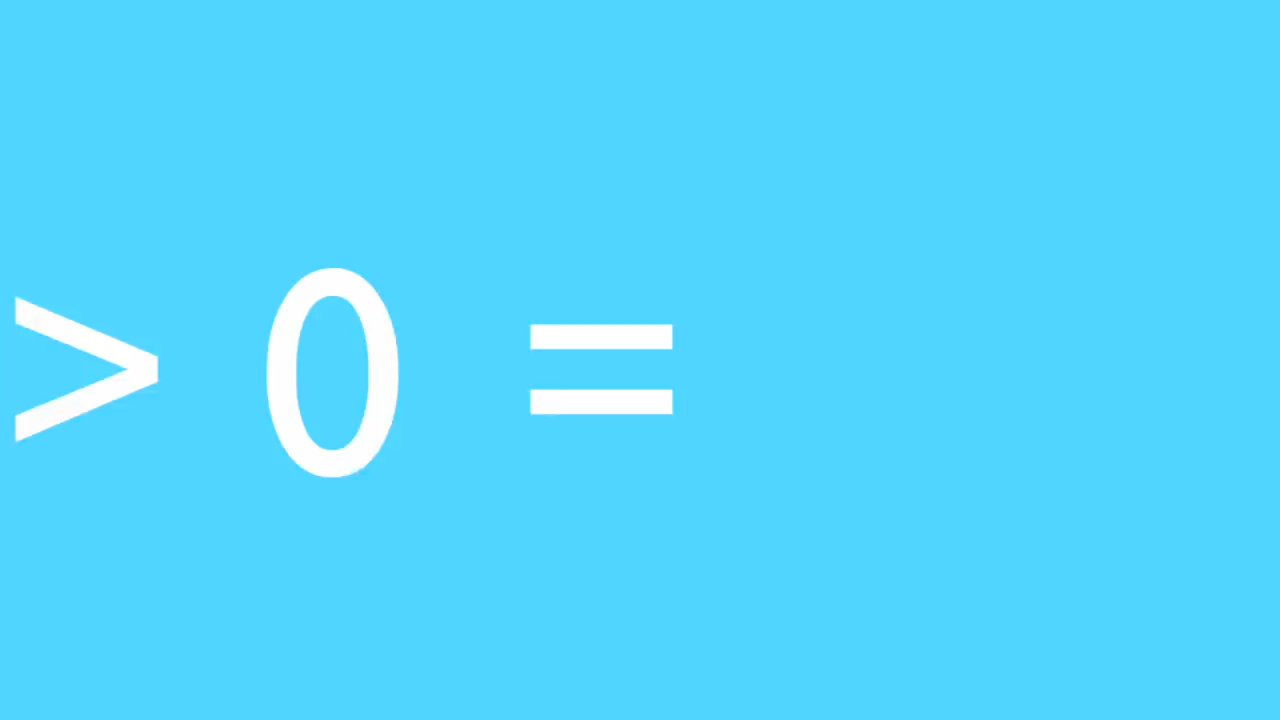 > 0 =